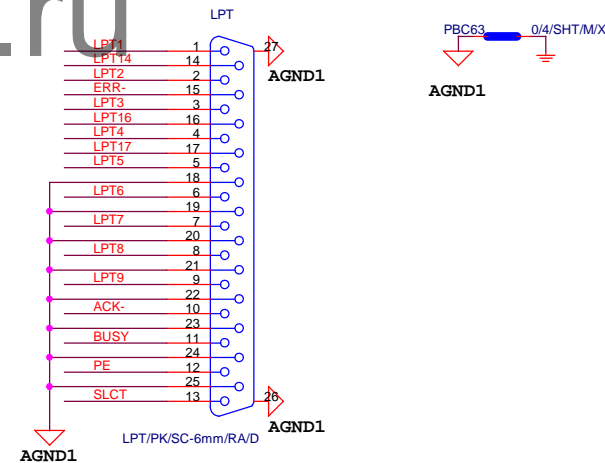 .ru
LPT
PBC63 0/4/SHT/M/X
AGND1
LPT1 1 27
LPT14 14
AGND1
LPT2 2
ERR- 15
LPT3 3
LPT16 16
LPT4 4
LPT17 17
LPT5 5
18
LPT6 6
19
LPT7 7
20
LPT8 8
21
LPT9 9
22
ACK- 10
23
BUSY 11
24
PE 12
25
SLCT 13 26
AGND1
LPT/PK/SC-6mm/RA/D
AGND1